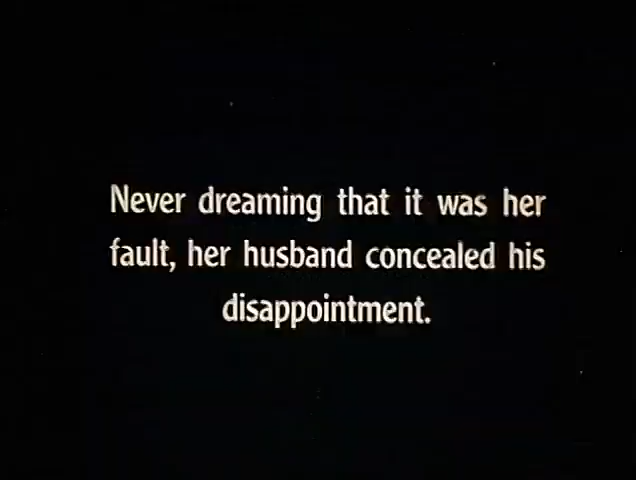 Never dreaming that it was her
fault, her husband concealed his
disappointment.